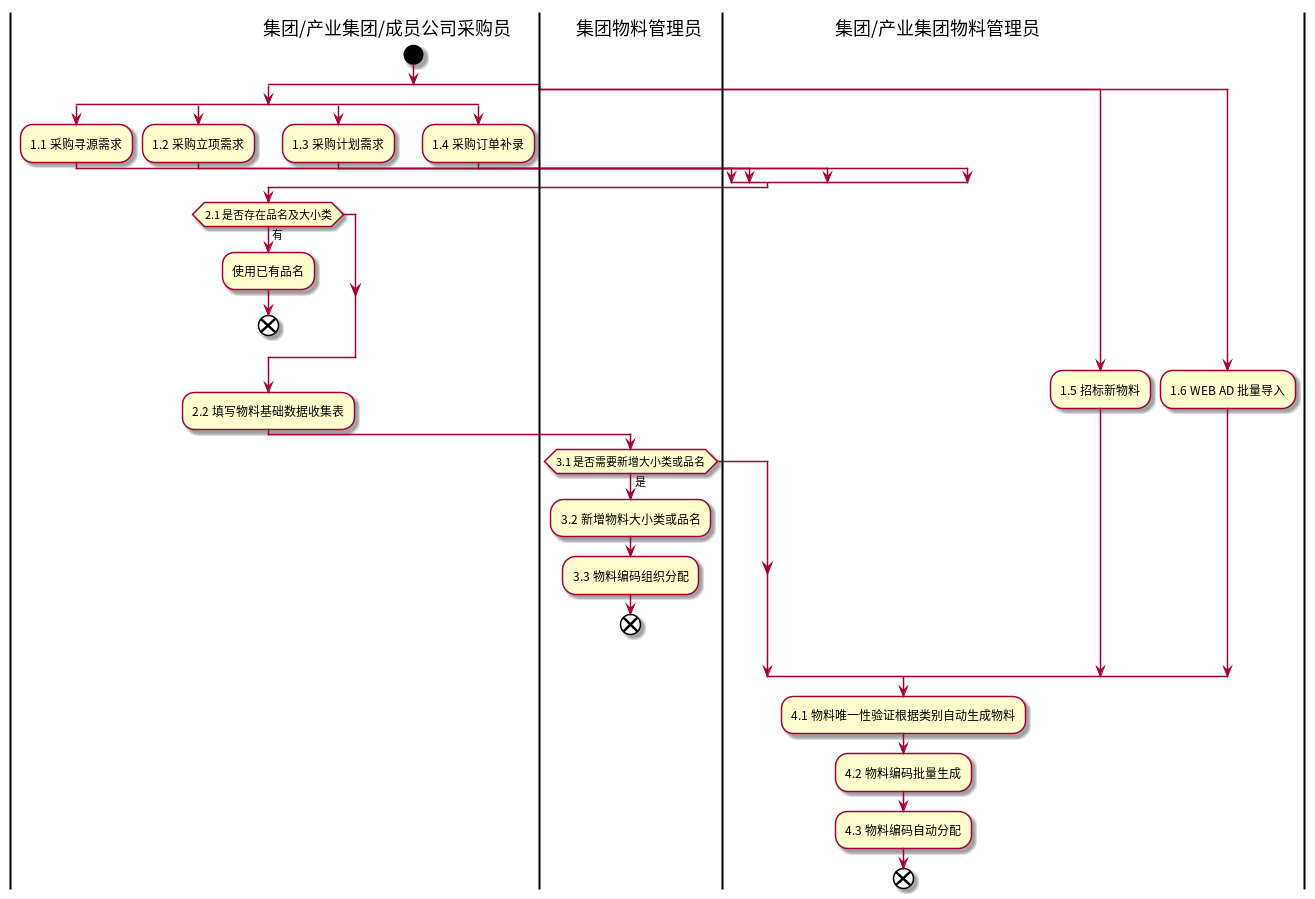 集团/产业集团/成员公司采购员
集团物料管理员
集团/产业集团物料管理员
1.1 采购寻源需求
1.2 采购立项需求
1.3 采购计划需求
1.4 采购订单补录
2.1 是否存在品名及大小类
有
使用已有品名
1.5 招标新物料
1.6 WEB AD 批量导入
2.2 填写物料基础数据收集表
3.1 是否需要新增大小类或品名
是
3.2 新增物料大小类或品名
3.3 物料编码组织分配
4.1 物料唯一性验证根据类别自动生成物料
4.2 物料编码批量生成
4.3 物料编码自动分配